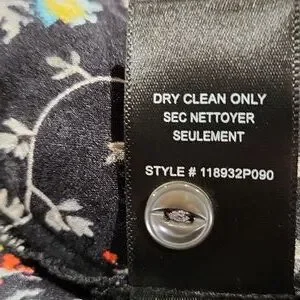 DRY CLEAN ONLY
SEC NETTOYER
SEULEMENT
STYLE # 118932P090